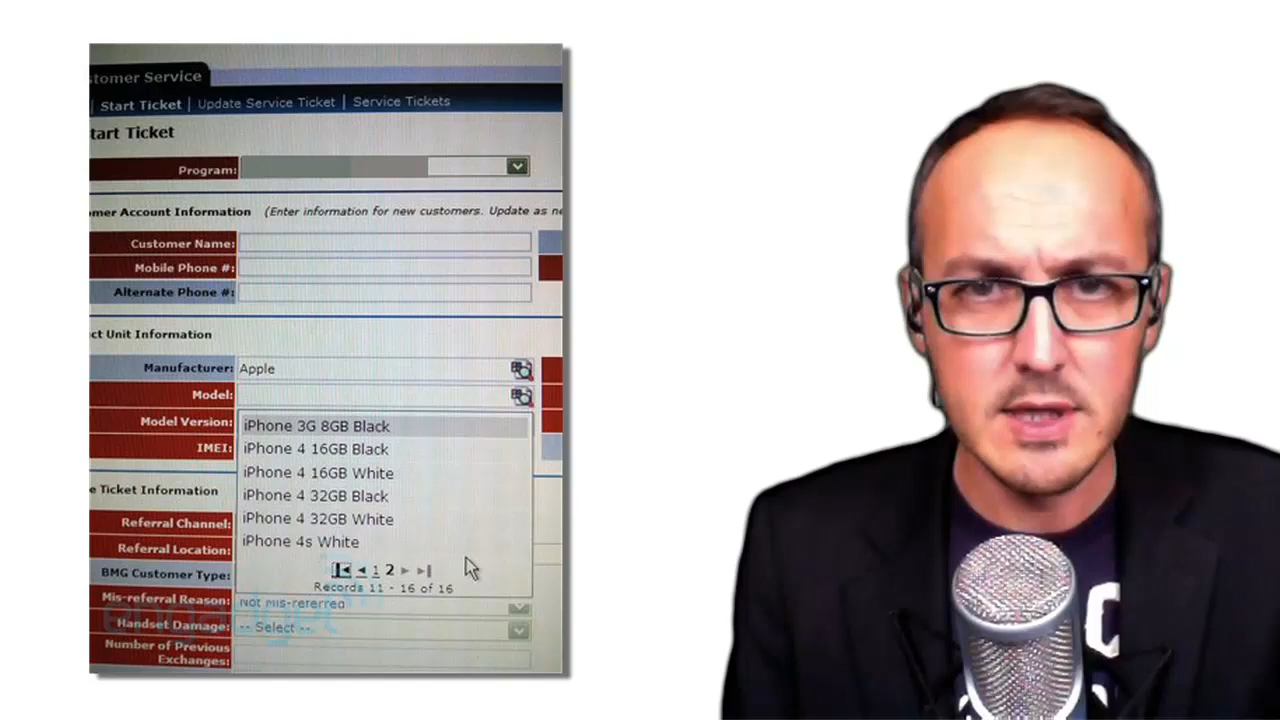 stomer Service
Start Ticket | Update Service Ticket | Service Tickets
tart Ticket
Program:
mer Account Information (Enter information for new customers. Update as ne
Customer Name:
Mobile Phone #:
Alternate Phone #:
ct Unit Information
Manufacturer: Apple
Model:
Model Version:
iPhone 3G 8GB Black
IMEI:
iPhone 4 16GB Black
iPhone 4 16GB White
e Ticket Information
iPhone 4 32GB Black
Referral Channel:
iPhone 4 32GB White
Referral Location:
iPhone 4s White
BMG Customer Type:
1 2
Records 11 - 16 of 16
Mis-referral Reason: Not Mis-referred
engadget
Handset Damage: -- Select --
Number of Previous
Exchanges:
C